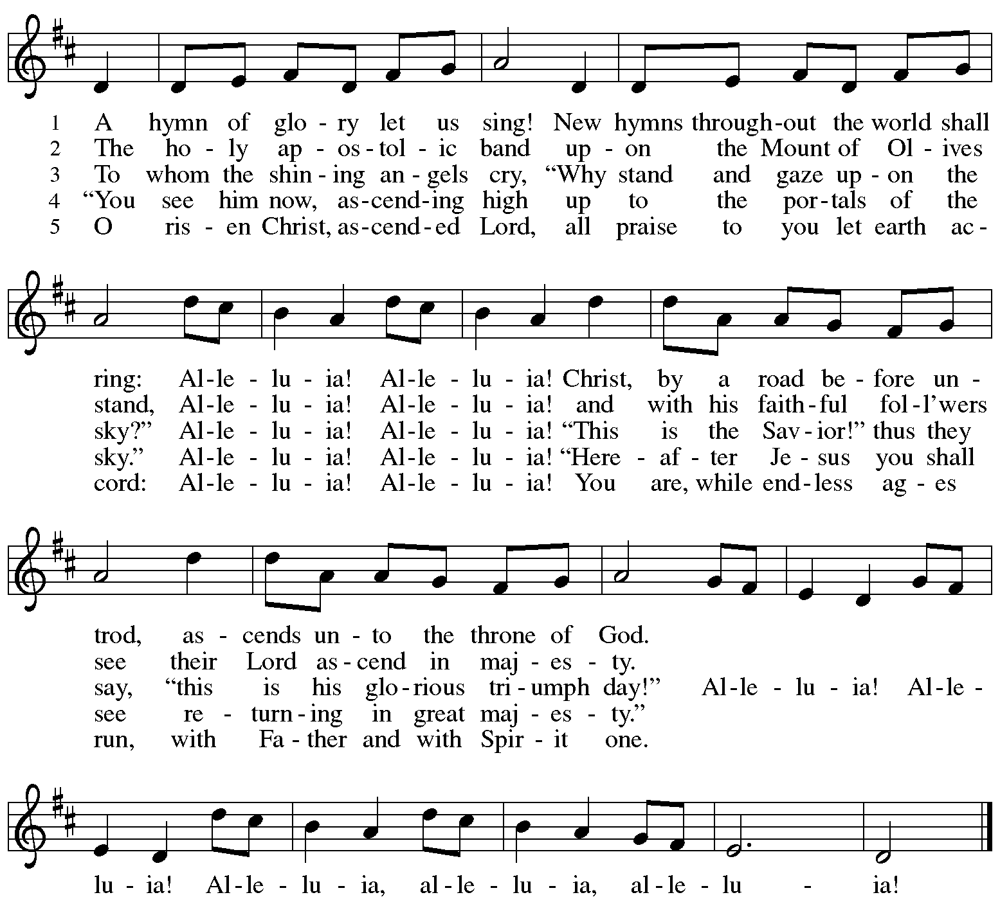 1 A hymn of glo - ry let us sing! New hymns through-out the world shall
2 The ho - ly ap - os - tol - ic band up - on the Mount of Ol - ives
3 To whom the shin - ing an - gels cry, “Why stand and gaze up - on the
4 “You see him now, as - cend - ing high up to the por - tals of the
5 O ris - en Christ, as - cend - ed Lord, all praise to you let earth ac -
ring: Al - le - lu - ia! Al - le - lu - ia! Christ, by a road be - fore un -
stand, Al - le - lu - ia! Al - le - lu - ia! and with his faith - ful fol - l’wers
sky?” Al - le - lu - ia! Al - le - lu - ia! “This is the Sav - ior!” thus they
sky.” Al - le - lu - ia! Al - le - lu - ia! “Here - af - ter Je - sus you shall
cord: Al - le - lu - ia! Al - le - lu - ia! You are, while end - less ag - es
trod, as - cends un - to the throne of God.
see their Lord as - cend in maj - es - ty.
say, “this is his glo - rious tri - umph day!” Al - le - lu - ia! Al - le -
see re - turn - ing in great maj - es - ty.”
run, with Fa - ther and with Spir - it one.
lu - ia! Al - le - lu - ia, al - le - lu - ia, al - le - lu - ia!